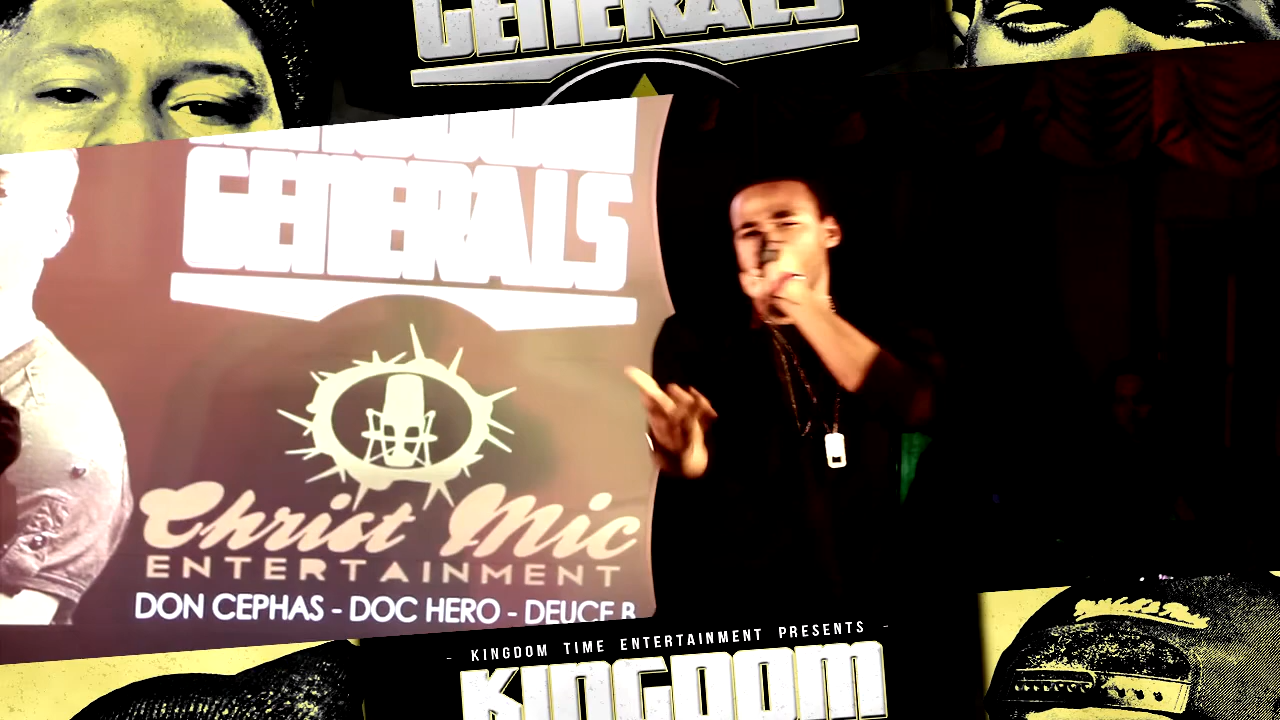 GENERALS
GENERALS
Christ Mic
ENTERTAINMENT
DON CEPHAS - DOC HERO - DEUCE B
- KINGDOM TIME ENTERTAINMENT PRESENTS -
KINGDOM